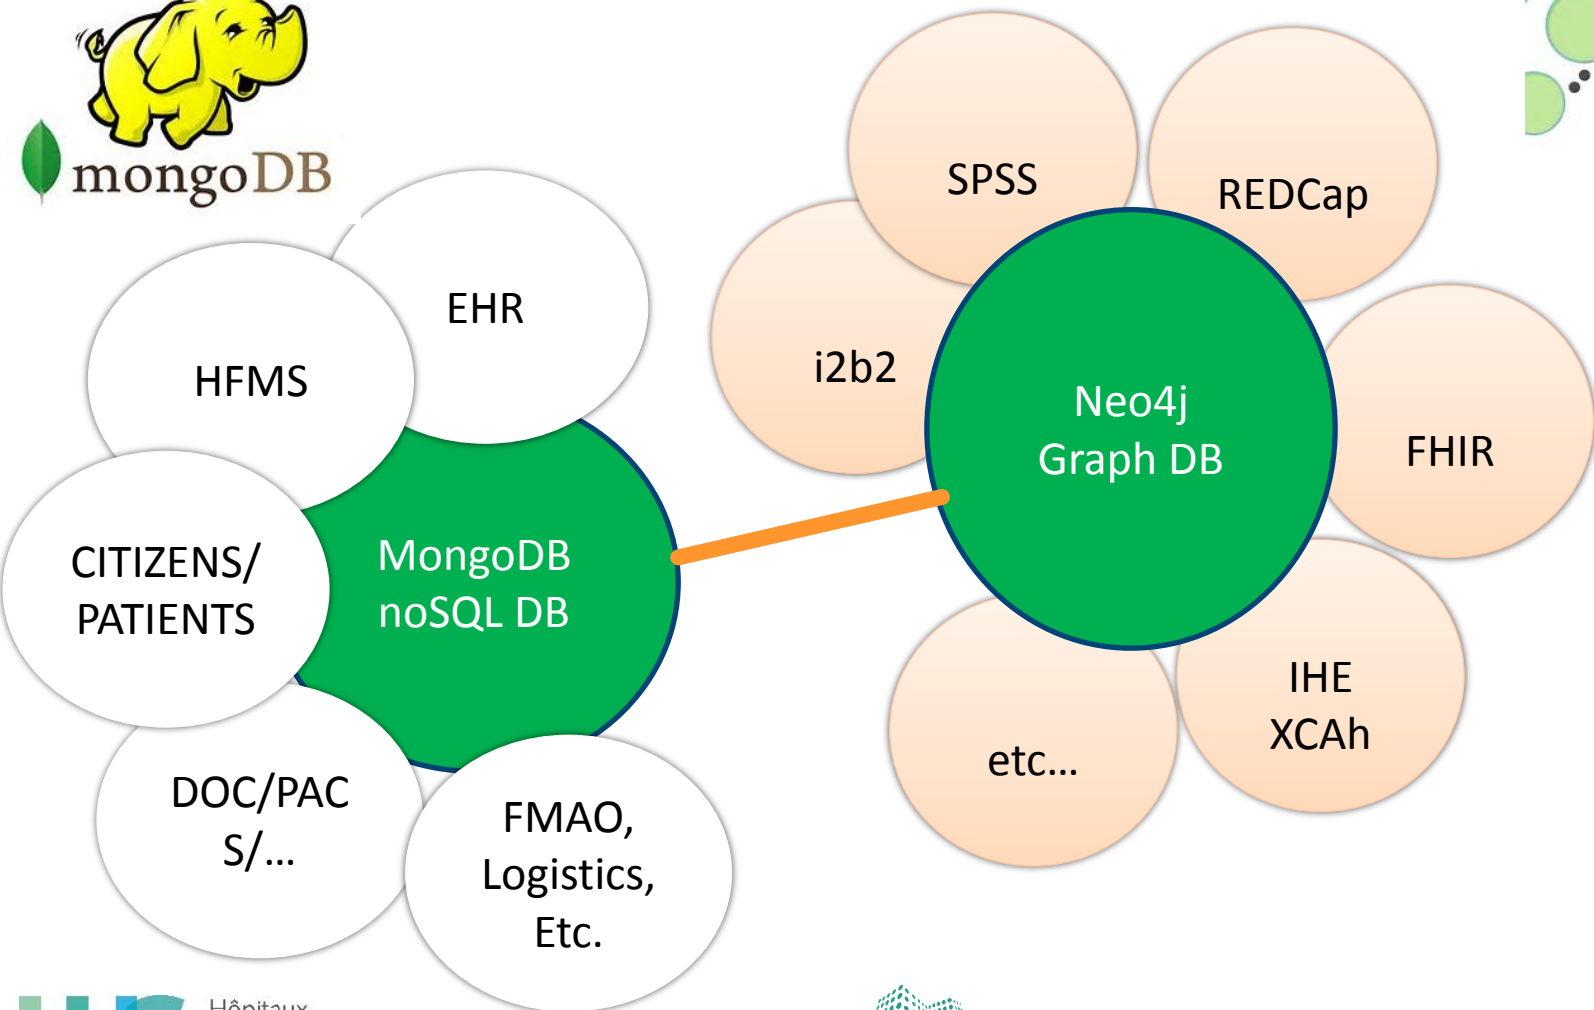 mongoDB
EHR
HFMS
CITIZENS/
PATIENTS
MongoDB
noSQL DB
DOC/PAC
S/...
FMAO,
Logistics,
Etc.
SPSS
REDCap
i2b2
Neo4j
Graph DB
FHIR
IHE
XCAh
etc...
Hôpitaux